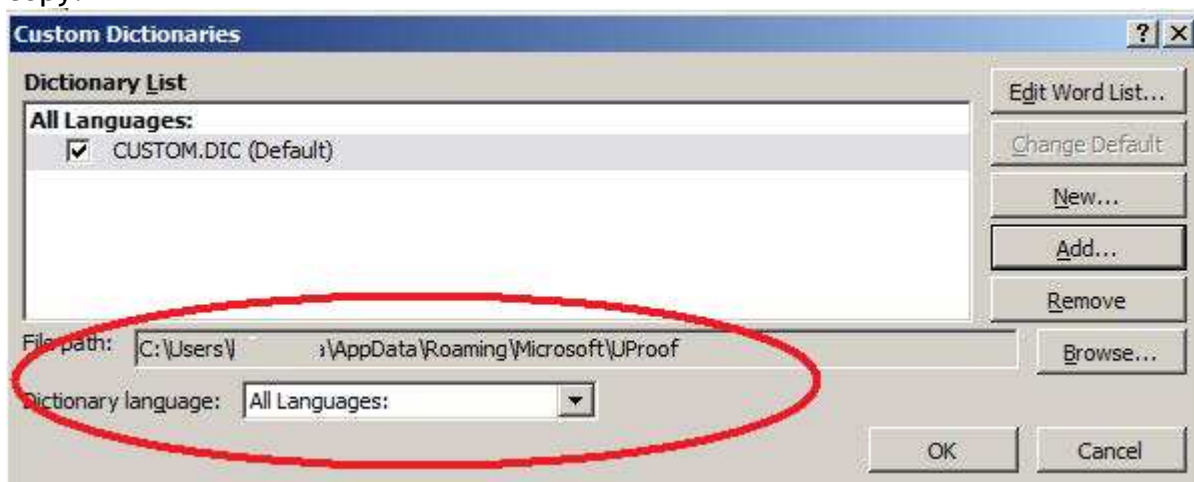 Custom Dictionaries
Dictionary List
All Languages:
CUSTOM.DIC (Default)
Edit Word List...
Change Default
New...
Add...
Remove
File path: C:\Users\ \AppData\Roaming\Microsoft\UProof
Browse...
Dictionary language: All Languages:
OK Cancel